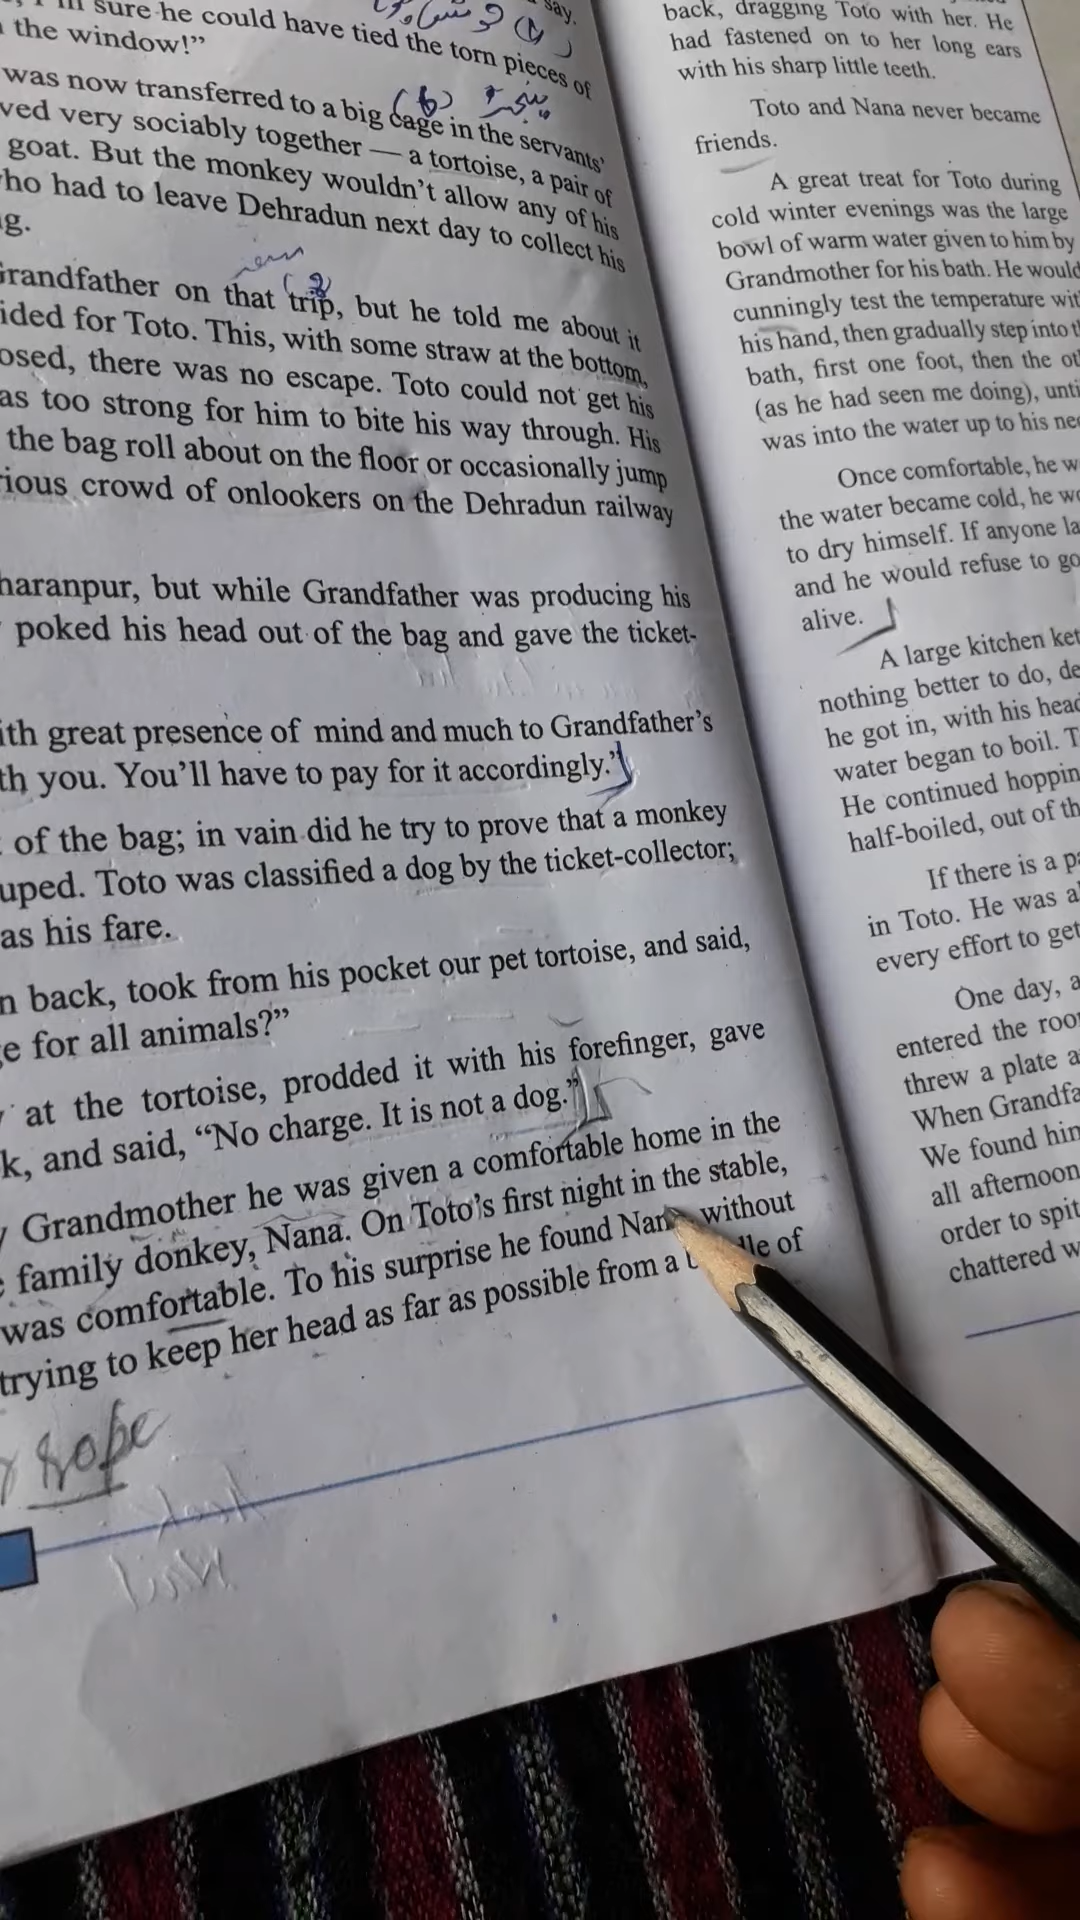 sure he could have tied the torn pieces of
the window!"
was now transferred to a big cage in the servants'
ved very sociably together — a tortoise, a pair of
goat. But the monkey wouldn't allow any of his
ho had to leave Dehradun next day to collect his
g.
Grandfather on that trip, but he told me about it
ided for Toto. This, with some straw at the bottom,
osed, there was no escape. Toto could not get his
as too strong for him to bite his way through. His
the bag roll about on the floor or occasionally jump
rious crowd of onlookers on the Dehradun railway
haranpur, but while Grandfather was producing his
poked his head out of the bag and gave the ticket-
ith great presence of mind and much to Grandfather's
th you. You'll have to pay for it accordingly."
of the bag; in vain did he try to prove that a monkey
uped. Toto was classified a dog by the ticket-collector;
as his fare.
n back, took from his pocket our pet tortoise, and said,
e for all animals?"
at the tortoise, prodded it with his forefinger, gave
k, and said, "No charge. It is not a dog."
y Grandmother he was given a comfortable home in the
family donkey, Nana. On Toto's first night in the stable,
was comfortable. To his surprise he found Nan without
trying to keep her head as far as possible from a of
back, dragging Toto with her. He
had fastened on to her long ears
with his sharp little teeth.
Toto and Nana never became
friends.
A great treat for Toto during
cold winter evenings was the large
bowl of warm water given to him by
Grandmother for his bath. He would
cunningly test the temperature wit
his hand, then gradually step into t
bath, first one foot, then the ot
(as he had seen me doing), unti
was into the water up to his ne
Once comfortable, he w
the water became cold, he wo
to dry himself. If anyone la
and he would refuse to go
alive.
A large kitchen ket
nothing better to do, de
he got in, with his head
water began to boil. T
He continued hoppin
half-boiled, out of th
If there is a pa
in Toto. He was a
every effort to get
One day, a
entered the roo
threw a plate a
When Grandfa
We found him
all afternoon
order to spit
chattered w